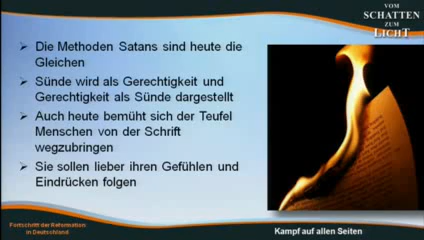 VOM
SCHATTEN
ZUM
LICHT
Die Methoden Satans sind heute die
Gleichen
Sünde wird als Gerechtigkeit und
Gerechtigkeit als Sünde dargestellt
Auch heute bemüht sich der Teufel
Menschen von der Schrift
wegzubringen
Sie sollen lieber ihren Gefühlen und
Eindrücken folgen
Fortschritt der Reformation
in Deutschland
Kampf auf allen Seiten